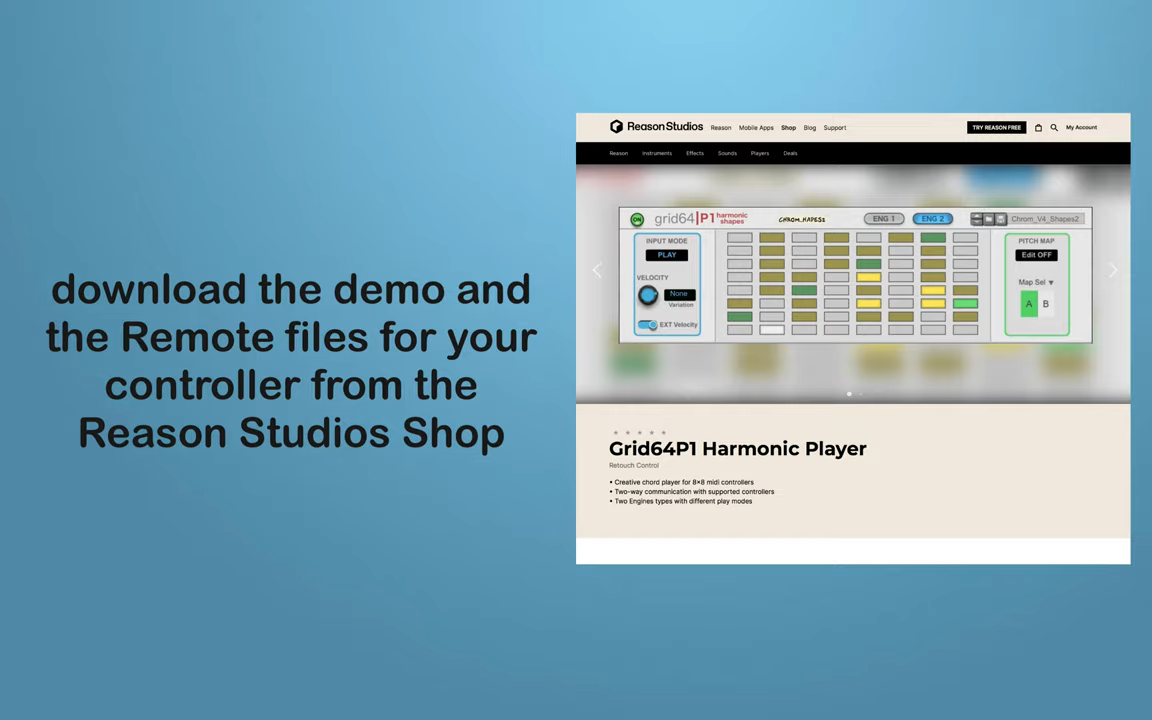 download the demo and
the Remote files for your
controller from the
Reason Studios Shop
Reason Studios Reason Mobile Apps Shop Blog Support TRY REASON FREE My Account
Reason Instruments Effects Sounds Players Deals
ON grid64|P1 harmonic shapes CHROM_HAPES2 ENG 1 ENG 2 Chrom_V4_Shapes2
INPUT MODE
PLAY
VELOCITY
None
Variation
EXT Velocity
PITCH MAP
Edit OFF
Map Sel ▼
A B
Grid64P1 Harmonic Player
Retouch Control
• Creative chord player for 8x8 midi controllers
• Two-way communication with supported controllers
• Two Engines types with different play modes